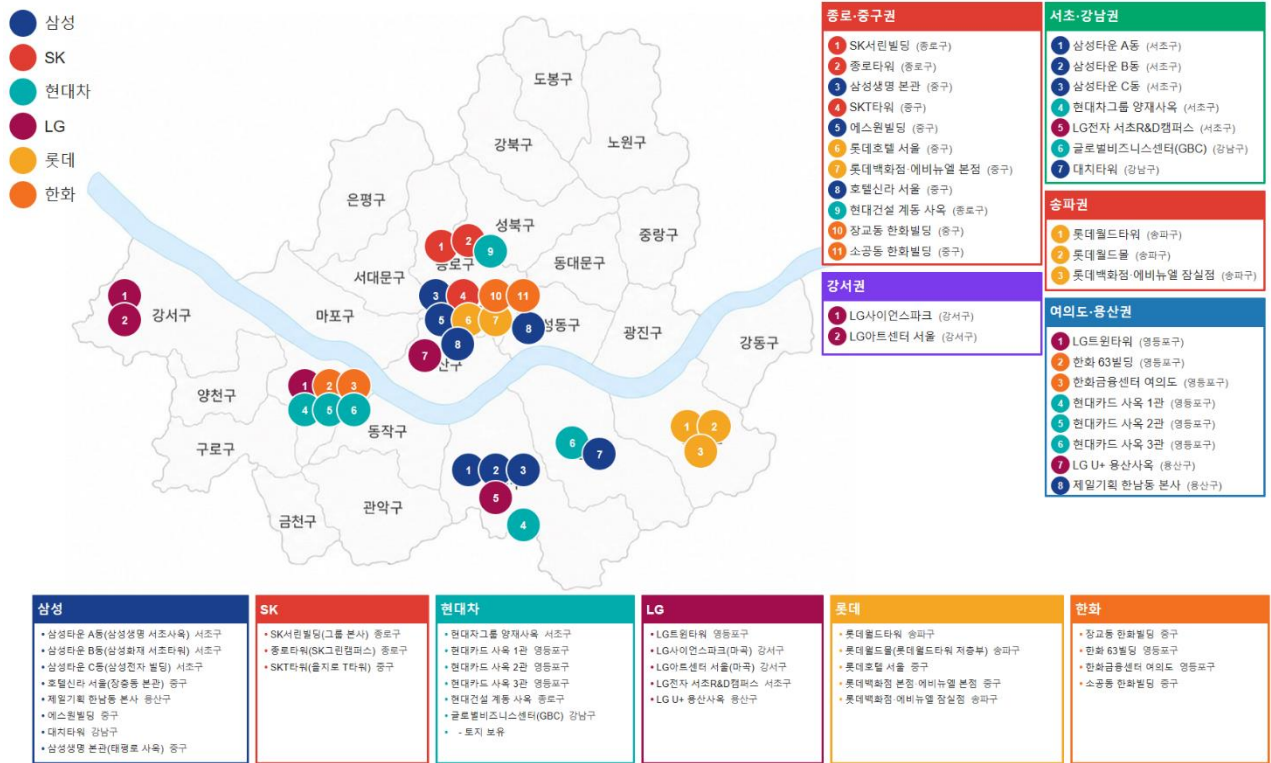 삼성
SK
현대차
LG
롯데
한화
도봉구
강북구
노원구
은평구
성북구
중랑구
종로구
동대문구
서대문구
강서구
마포구
성동구
광진구
강동구
산구
양천구
동작구
구로구
관악구
금천구
1
2
9
3
4
10
11
5
6
7
8
8
7
1
2
1
2
3
4
5
6
1
2
3
5
4
6
7
1
2
3
종로·중구권
1 SK서린빌딩 (종로구)
2 종로타워 (종로구)
3 삼성생명 본관 (중구)
4 SKT타워 (중구)
5 에스원빌딩 (중구)
6 롯데호텔 서울 (중구)
7 롯데백화점·에비뉴엘 본점 (중구)
8 호텔신라 서울 (중구)
9 현대건설 계동 사옥 (종로구)
10 장교동 한화빌딩 (중구)
11 소공동 한화빌딩 (중구)
강서권
1 LG사이언스파크 (강서구)
2 LG아트센터 서울 (강서구)
서초·강남권
1 삼성타운 A동 (서초구)
2 삼성타운 B동 (서초구)
3 삼성타운 C동 (서초구)
4 현대차그룹 양재사옥 (서초구)
5 LG전자 서초R&D캠퍼스 (서초구)
6 글로벌비즈니스센터(GBC) (강남구)
7 대치타워 (강남구)
송파권
1 롯데월드타워 (송파구)
2 롯데월드몰 (송파구)
3 롯데백화점·에비뉴엘 잠실점 (송파구)
여의도·용산권
1 LG트윈타워 (영등포구)
2 한화 63빌딩 (영등포구)
3 한화금융센터 여의도 (영등포구)
4 현대카드 사옥 1관 (영등포구)
5 현대카드 사옥 2관 (영등포구)
6 현대카드 사옥 3관 (영등포구)
7 LG U+ 용산사옥 (용산구)
8 제일기획 한남동 본사 (용산구)
삼성
• 삼성타운 A동(삼성생명 서초사옥) 서초구
• 삼성타운 B동(삼성화재 서초타워) 서초구
• 삼성타운 C동(삼성전자 빌딩) 서초구
• 호텔신라 서울(장충동 본관) 중구
• 제일기획 한남동 본사 용산구
• 에스원빌딩 중구
• 대치타워 강남구
• 삼성생명 본관(태평로 사옥) 중구
SK
• SK서린빌딩(그룹 본사) 종로구
• 종로타워(SK그린캠퍼스) 종로구
• SKT타워(을지로 T타워) 중구
현대차
• 현대자그룹 양재사옥 서초구
• 현대카드 사옥 1관 영등포구
• 현대카드 사옥 2관 영등포구
• 현대카드 사옥 3관 영등포구
• 현대건설 계동 사옥 종로구
• 글로벌비즈니스센터(GBC) 강남구
• - 토지 보유
LG
• LG트윈타워 영등포구
• LG사이언스파크(마곡) 강서구
• LG아트센터 서울(마곡) 강서구
• LG전자 서초R&D캠퍼스 서초구
• LG U+ 용산사옥 용산구
롯데
• 롯데월드타워 송파구
• 롯데월드몰(롯데월드타워 저층부) 송파구
• 롯데호텔 서울 중구
• 롯데백화점 본점·에비뉴엘 본점 중구
• 롯데백화점·에비뉴엘 잠실점 송파구
한화
• 장교동 한화빌딩 중구
• 한화 63빌딩 영등포구
• 한화금융센터 여의도 영등포구
• 소공동 한화빌딩 중구